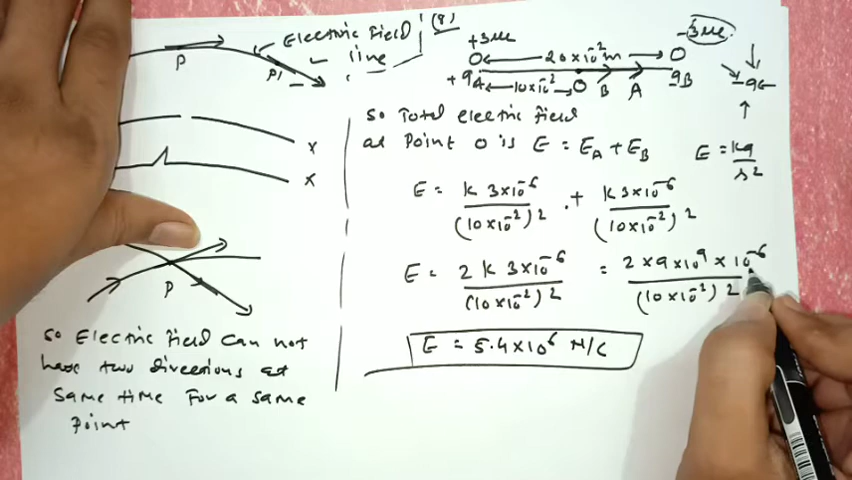 Electric Field (8)
line
P
P1
x
x
P
So Electric Field can not
have two directions at
same time for a same
point
+3μc
-3μc
20×10⁻²m
+qA
10×10⁻²
O
B
A
qB
-q
So Total electric field
at Point O is E = EA + EB
E = kq/r²
E = k 3×10⁻⁶/(10×10⁻²)² + k 3×10⁻⁶/(10×10⁻²)²
E = 2 k 3×10⁻⁶/(10×10⁻²)² = 2×9×10⁹×10⁻⁶/(10×10⁻²)²
E = 5.4×10⁶ N/C